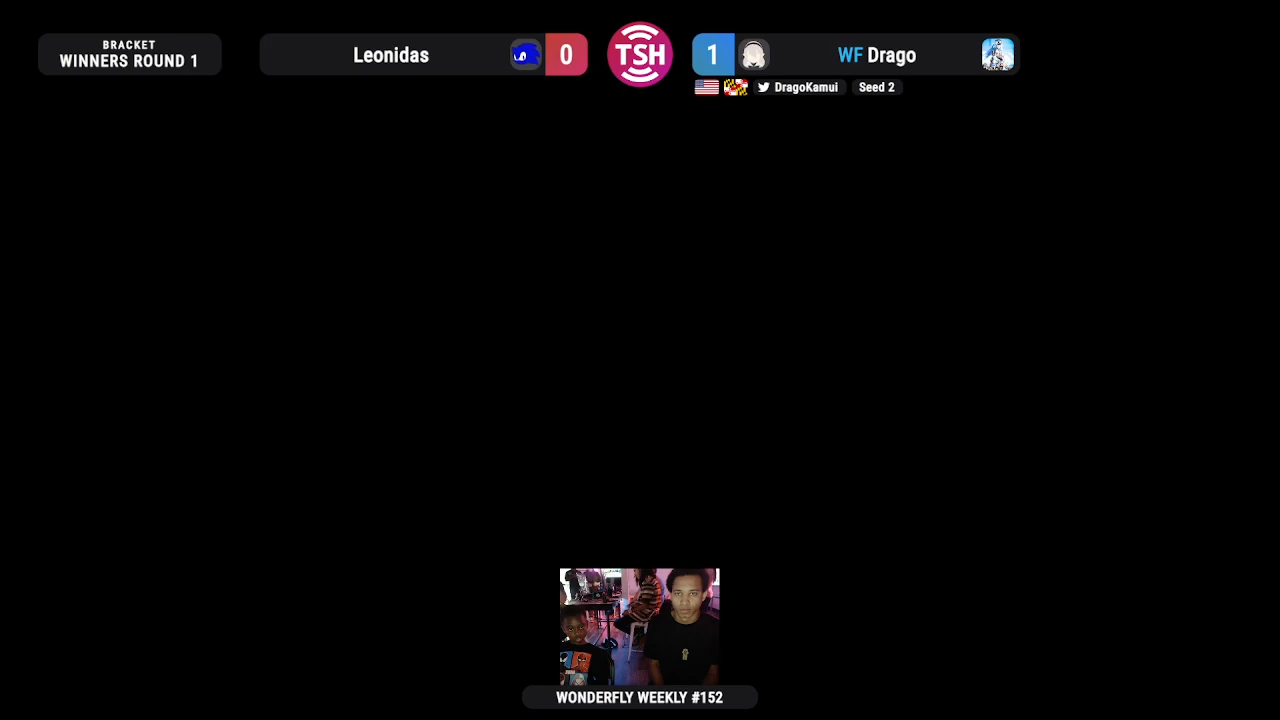 BRACKET
WINNERS ROUND 1
Leonidas
0
TSH
1
WF Drago
DragoKamui
Seed 2
WONDERFLY WEEKLY #152